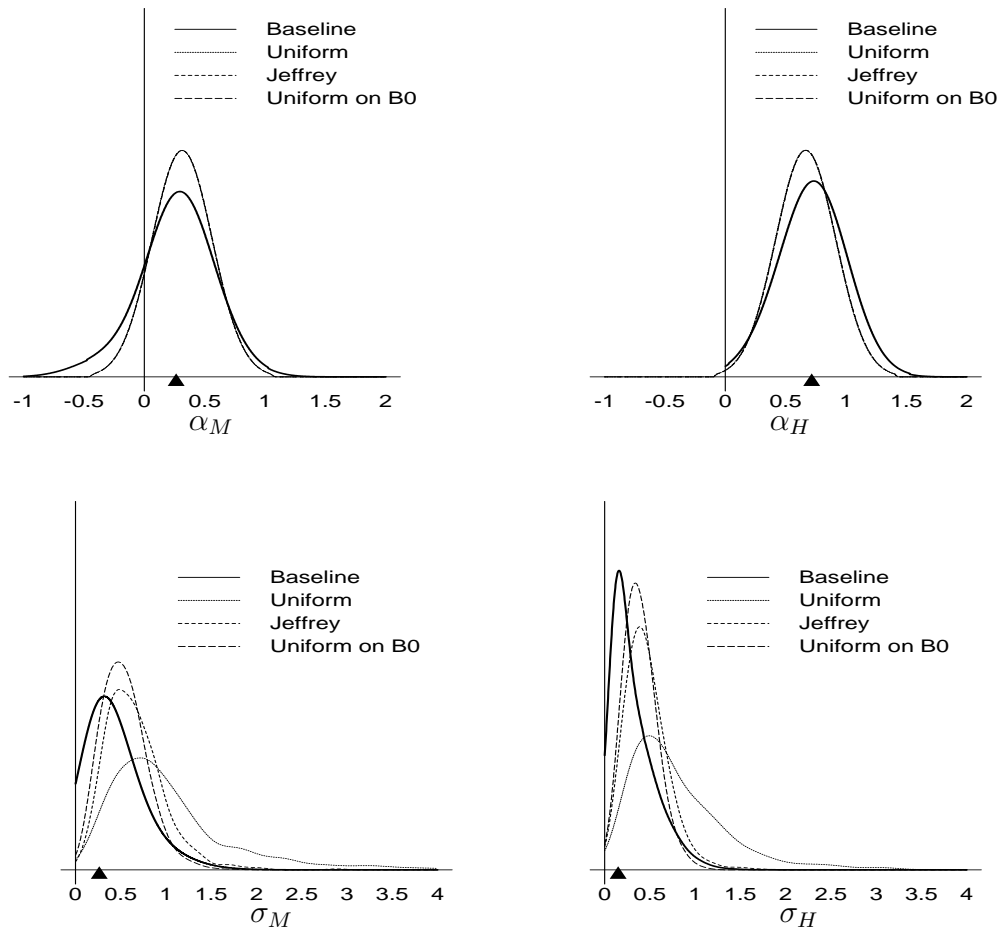 Baseline
Uniform
Jeffrey
Uniform on B0
-1 -0.5 0 0.5 1 1.5 2
α_M
Baseline
Uniform
Jeffrey
Uniform on B0
-1 -0.5 0 0.5 1 1.5 2
α_H
Baseline
Uniform
Jeffrey
Uniform on B0
0 0.5 1 1.5 2 2.5 3 3.5 4
σ_M
Baseline
Uniform
Jeffrey
Uniform on B0
0 0.5 1 1.5 2 2.5 3 3.5 4
σ_H